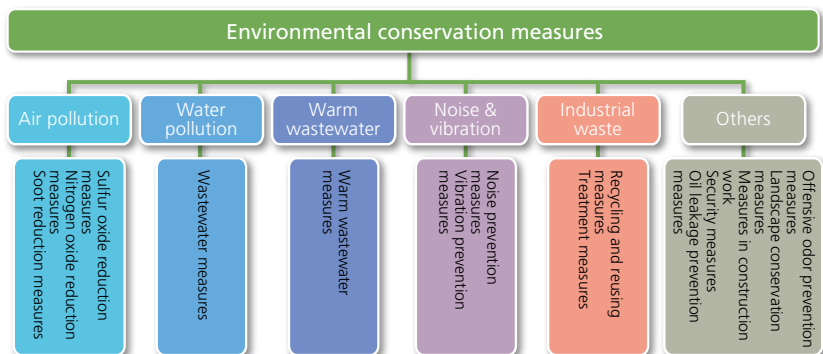 Environmental conservation measures
Air pollution
Water
pollution
Warm
wastewater
Noise &
vibration
Industrial
waste
Others
Sulfur oxide reduction
measures
Nitrogen oxide reduction
measures
Soot reduction measures
Wastewater measures
Warm wastewater
measures
Noise prevention
measures
Vibration prevention
measures
Recycling and reusing
measures
Treatment measures
Offensive odor prevention
measures
Landscape conservation
measures
Measures in construction
work
Security measures
Oil leakage prevention
measures